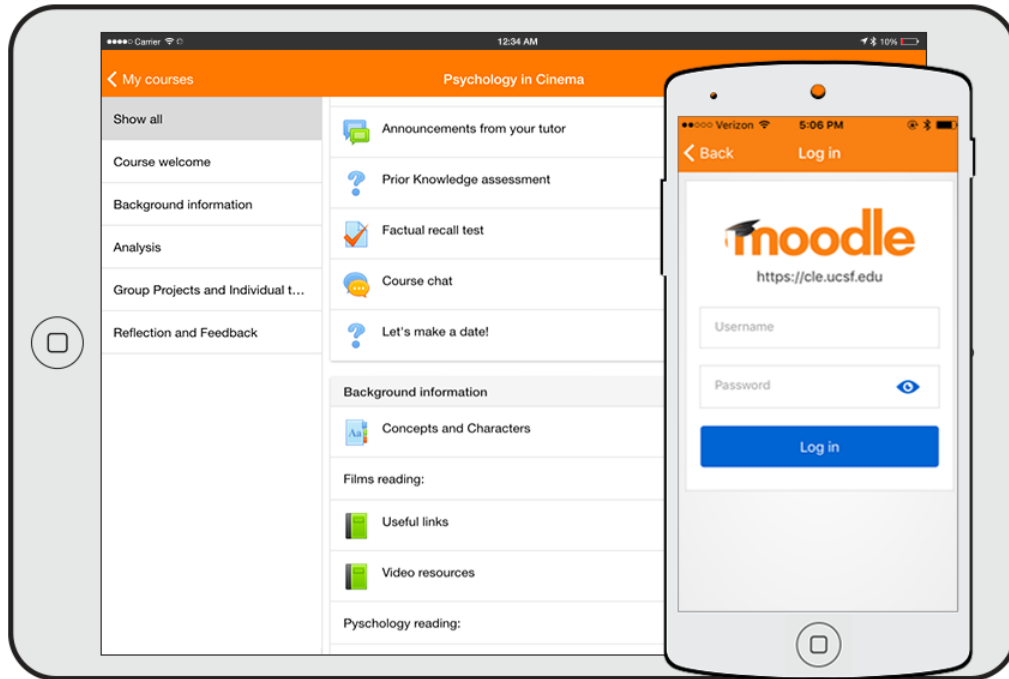 Carrier
12:34 AM
10%
My courses
Psychology in Cinema
Show all
Course welcome
Background information
Analysis
Group Projects and Individual t...
Reflection and Feedback
Announcements from your tutor
Prior Knowledge assessment
Factual recall test
Course chat
Let's make a date!
Background information
Aa
Concepts and Characters
Films reading:
Useful links
Video resources
Pyschology reading:
Verizon
5:06 PM
Back
Log in
moodle
https://cle.ucsf.edu
Username
Password
Log in